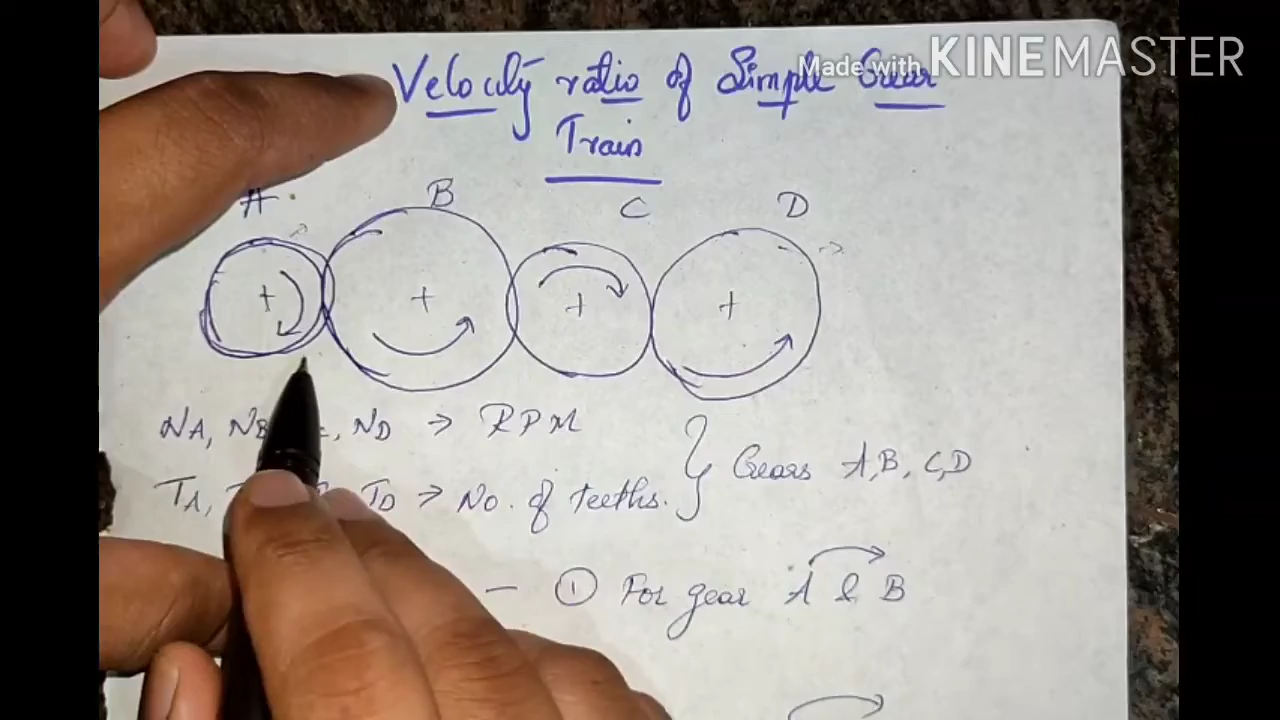 Made with KINEMASTER
Velocity ratio of Simple Gear
Train
A B C D
NA, NB, ND → RPM
TA, TD → No. of teeths. } Gears A, B, C, D
— ① For gear A & B